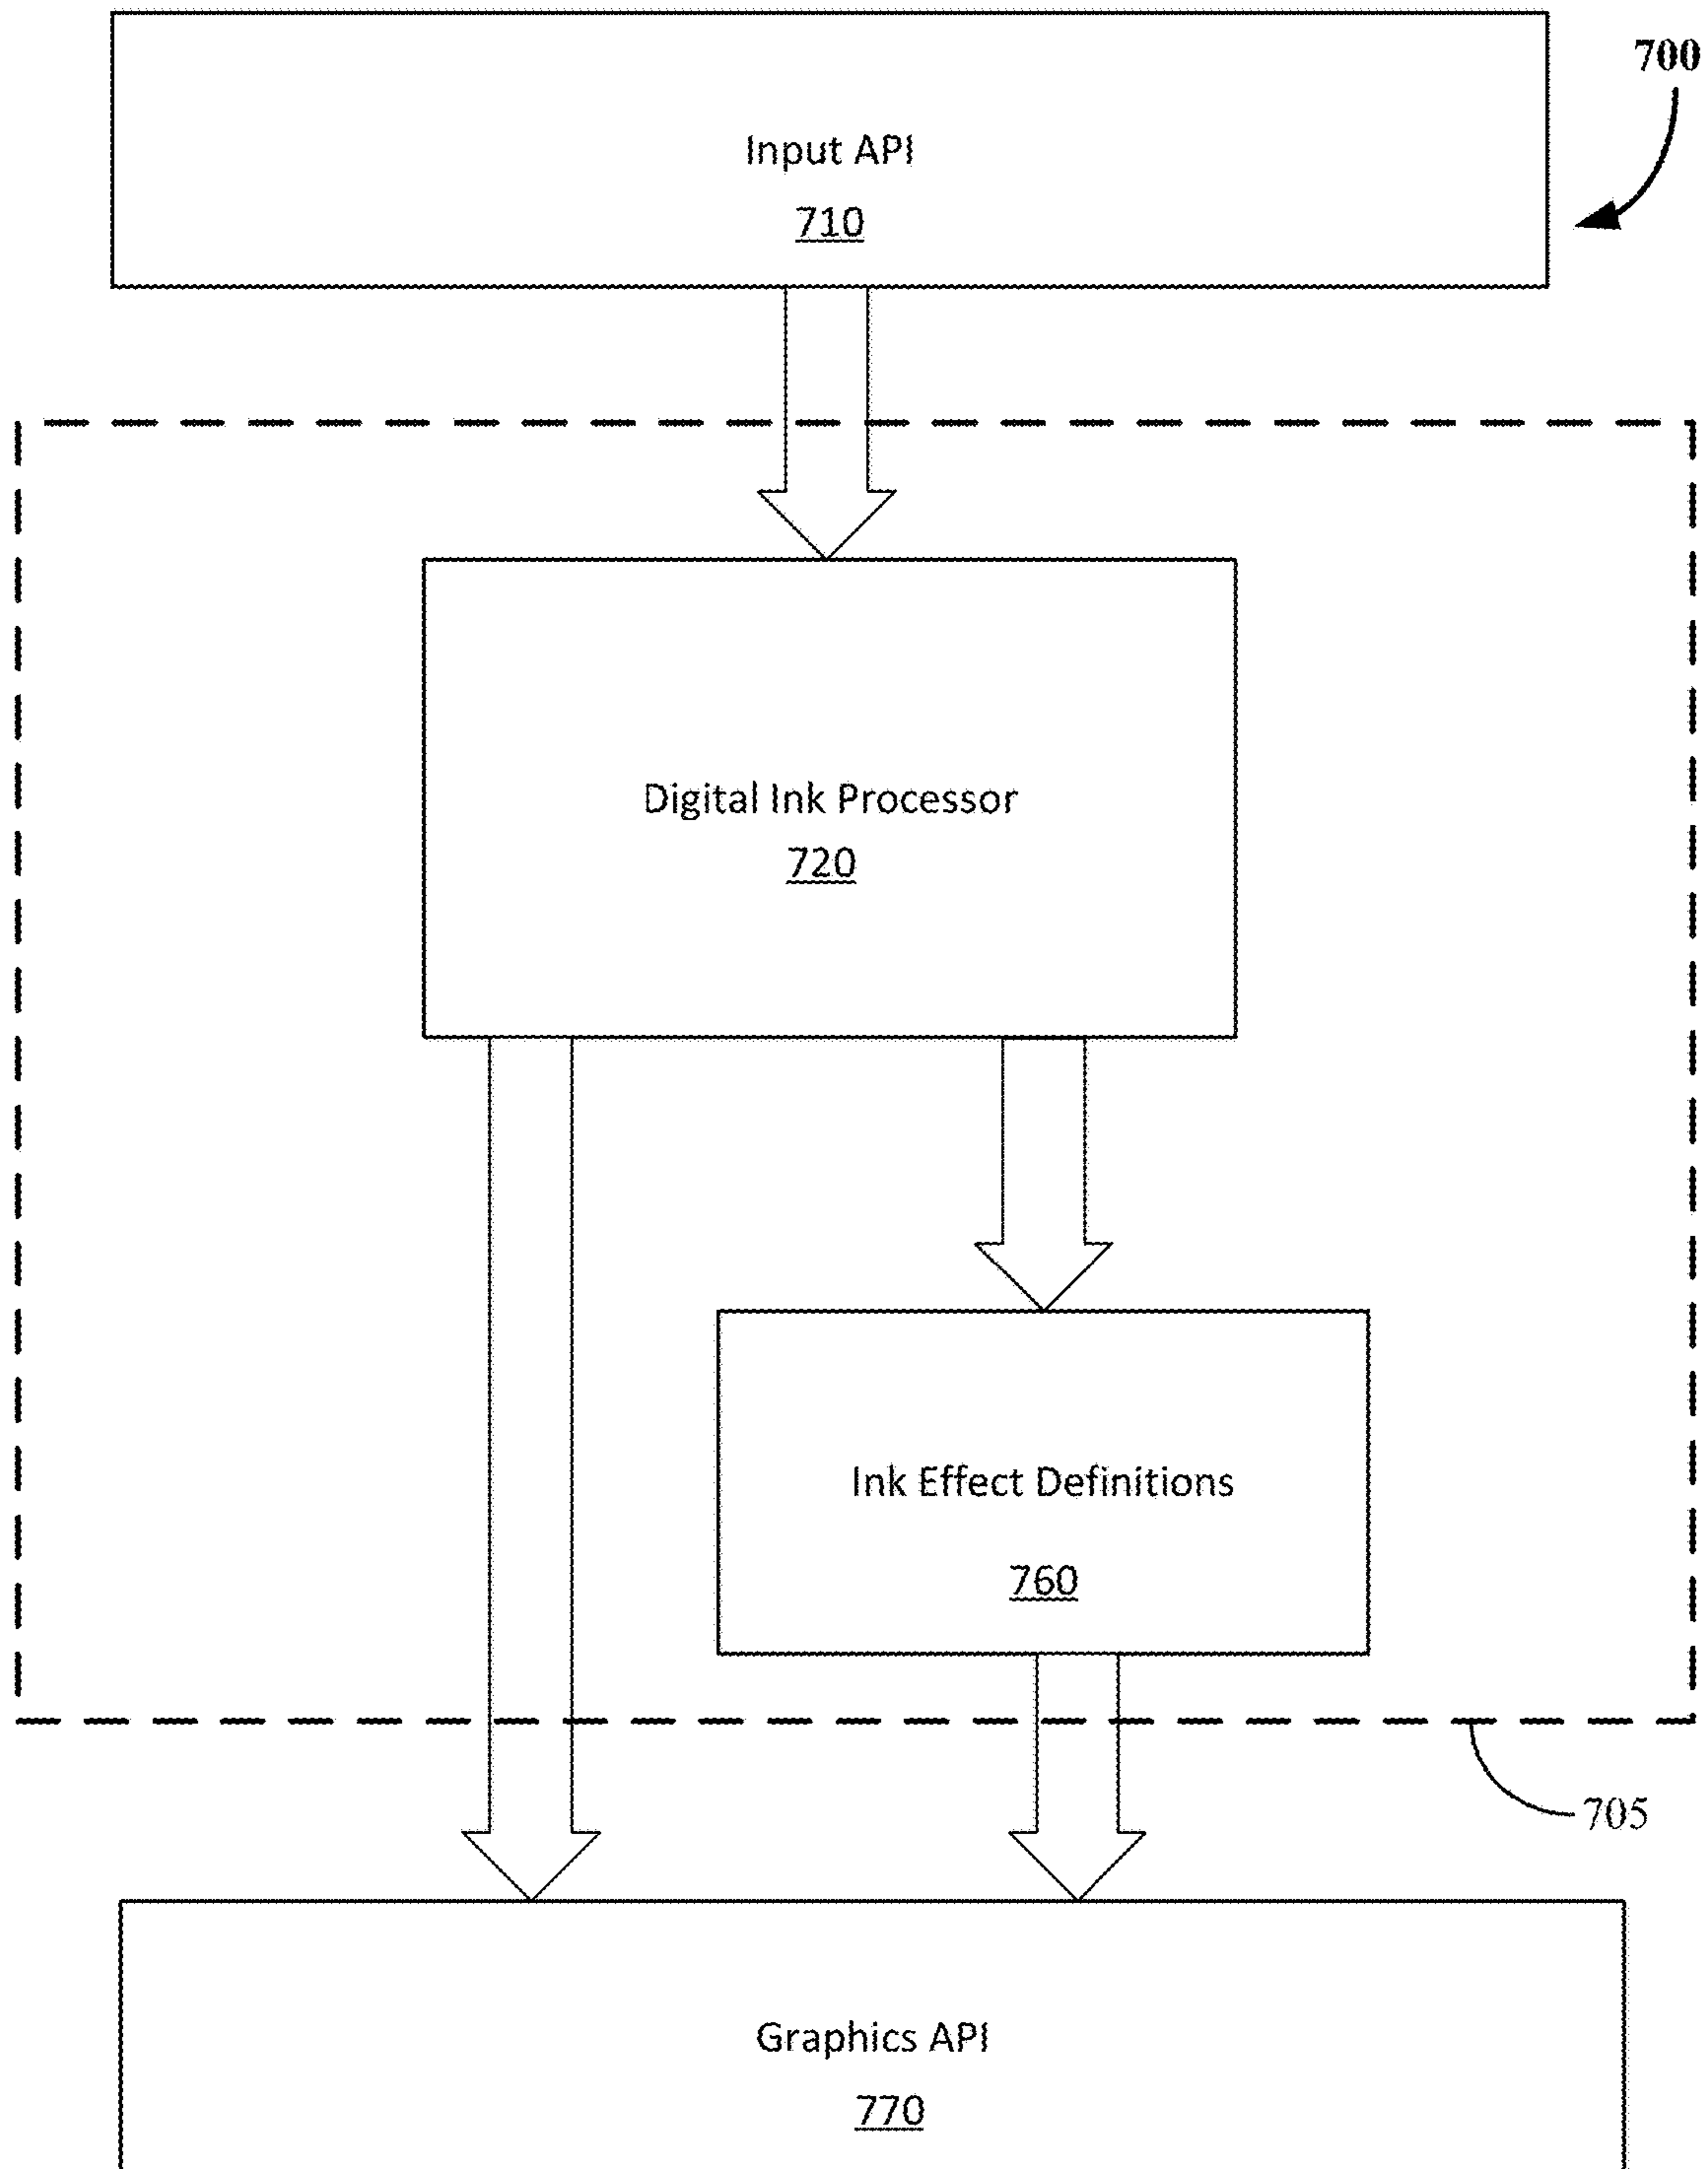 700
Input API
710
Digital Ink Processor
720
Ink Effect Definitions
760
705
Graphics API
770